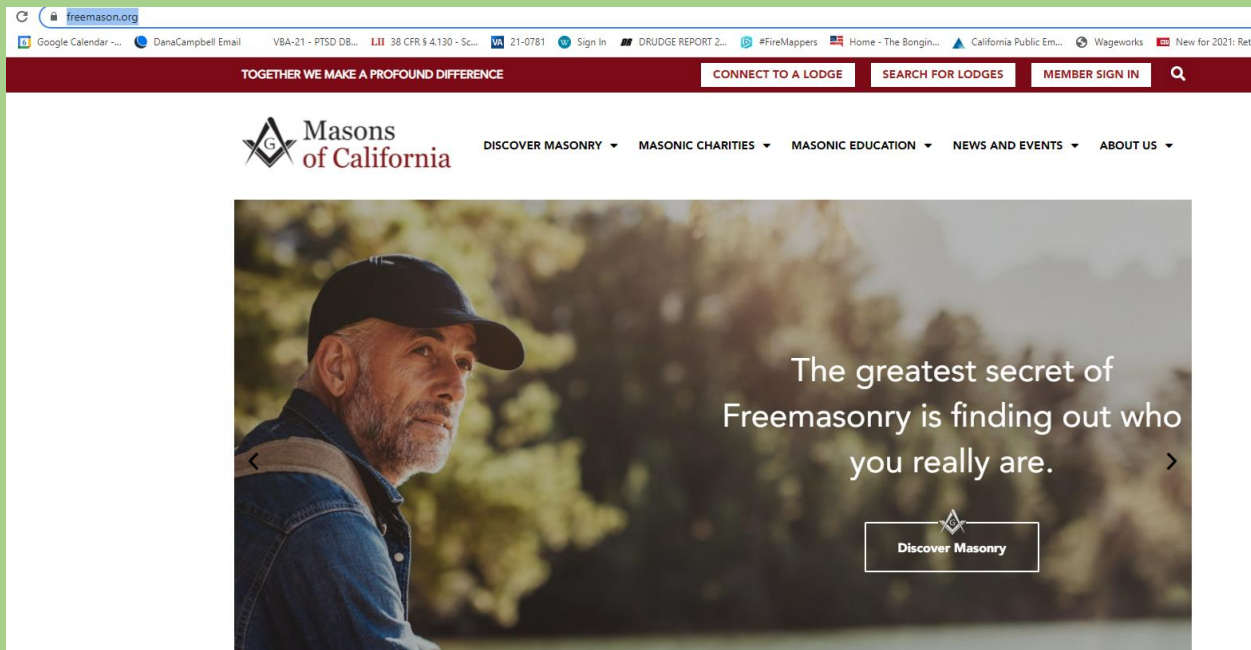 freemason.org
Google Calendar -... DanaCampbell Email VBA-21 - PTSD DB... LII 38 CFR § 4.130 - Sc... VA 21-0781 Sign In DRUDGE REPORT 2... #FireMappers Home - The Bongin... California Public Em... Wageworks New for 2021: Ret
TOGETHER WE MAKE A PROFOUND DIFFERENCE CONNECT TO A LODGE SEARCH FOR LODGES MEMBER SIGN IN
G Masons
of California
DISCOVER MASONRY MASONIC CHARITIES MASONIC EDUCATION NEWS AND EVENTS ABOUT US
The greatest secret of
Freemasonry is finding out who
you really are.
G
Discover Masonry